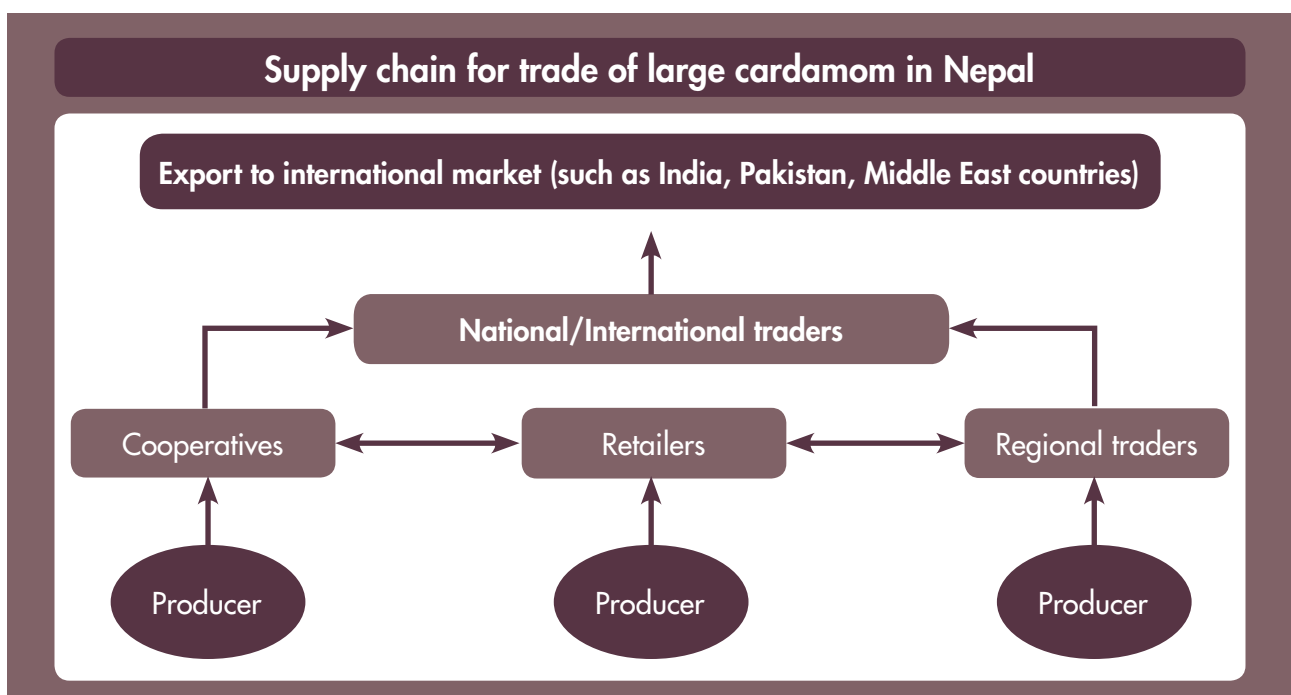 Supply chain for trade of large cardamom in Nepal
Export to international market (such as India, Pakistan, Middle East countries)
National/International traders
Cooperatives
Retailers
Regional traders
Producer
Producer
Producer